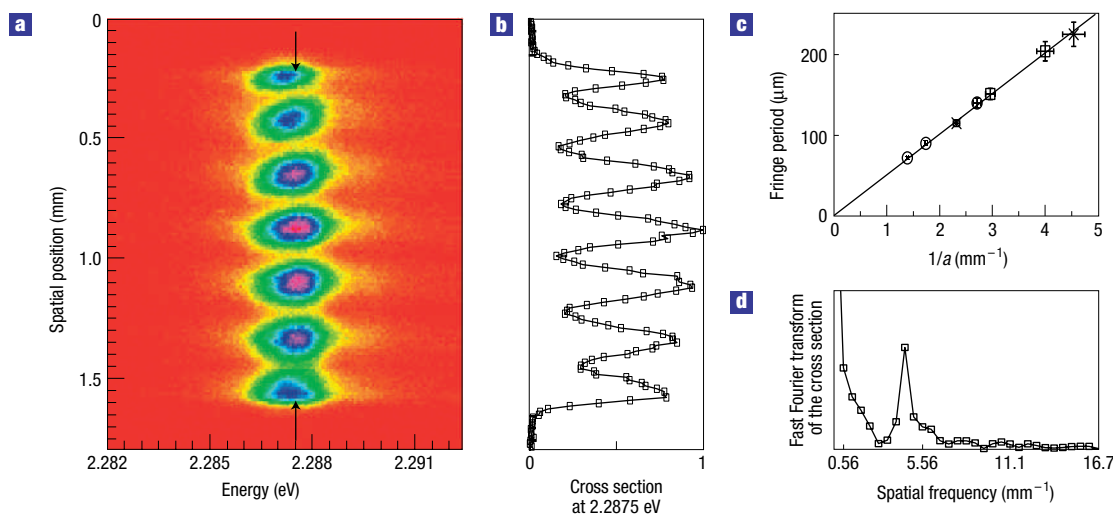 a
0
0.5
1.0
1.5
Spatial position (mm)
2.282
2.285
2.288
2.291
Energy (eV)
b
0
1
Cross section
at 2.2875 eV
c
200
100
0
Fringe period (μm)
0
1
2
3
4
5
1/a (mm⁻¹)
d
Fast Fourier transform
of the cross section
0.56
5.56
11.1
16.7
Spatial frequency (mm⁻¹)